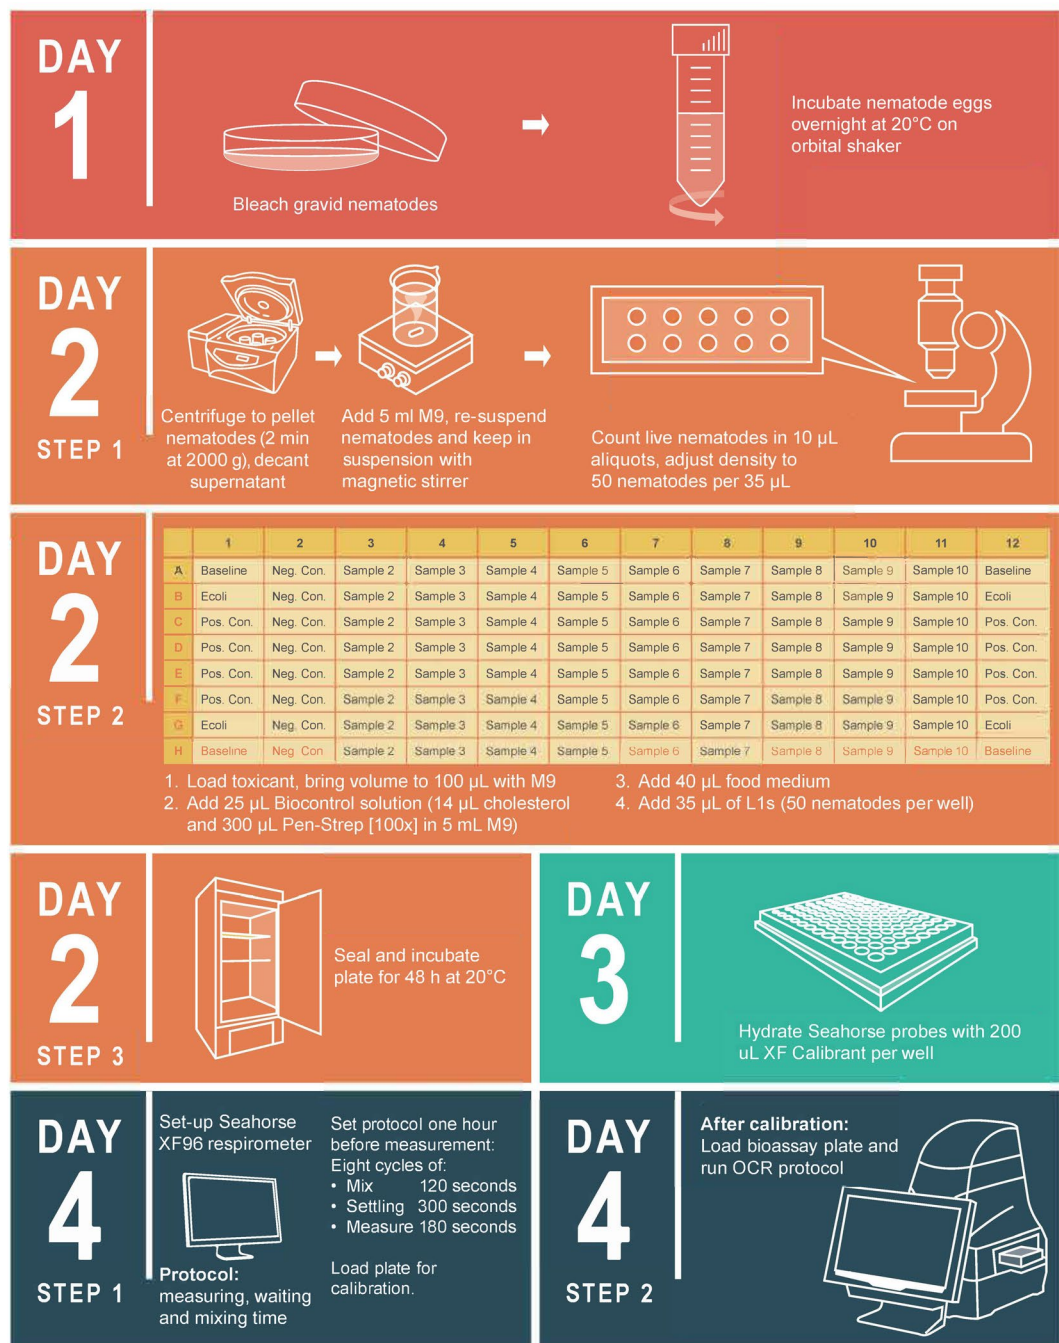 DAY
1
Bleach gravid nematodes
Incubate nematode eggs
overnight at 20°C on
orbital shaker
DAY
2
STEP 1
Centrifuge to pellet
nematodes (2 min
at 2000 g), decant
supernatant
Add 5 ml M9, re-suspend
nematodes and keep in
suspension with
magnetic stirrer
Count live nematodes in 10 µL
aliquots, adjust density to
50 nematodes per 35 µL
DAY
2
STEP 2
1 2 3 4 5 6 7 8 9 10 11 12
A Baseline Neg. Con. Sample 2 Sample 3 Sample 4 Sample 5 Sample 6 Sample 7 Sample 8 Sample 9 Sample 10 Baseline
B Ecoli Neg. Con. Sample 2 Sample 3 Sample 4 Sample 5 Sample 6 Sample 7 Sample 8 Sample 9 Sample 10 Ecoli
C Pos. Con. Neg. Con. Sample 2 Sample 3 Sample 4 Sample 5 Sample 6 Sample 7 Sample 8 Sample 9 Sample 10 Pos. Con.
D Pos. Con. Neg. Con. Sample 2 Sample 3 Sample 4 Sample 5 Sample 6 Sample 7 Sample 8 Sample 9 Sample 10 Pos. Con.
E Pos. Con. Neg. Con. Sample 2 Sample 3 Sample 4 Sample 5 Sample 6 Sample 7 Sample 8 Sample 9 Sample 10 Pos. Con.
F Pos. Con. Neg. Con. Sample 2 Sample 3 Sample 4 Sample 5 Sample 6 Sample 7 Sample 8 Sample 9 Sample 10 Pos. Con.
G Ecoli Neg. Con. Sample 2 Sample 3 Sample 4 Sample 5 Sample 6 Sample 7 Sample 8 Sample 9 Sample 10 Ecoli
H Baseline Neg. Con Sample 2 Sample 3 Sample 4 Sample 5 Sample 6 Sample 7 Sample 8 Sample 9 Sample 10 Baseline
1. Load toxicant, bring volume to 100 µL with M9
2. Add 25 µL Biocontrol solution (14 µL cholesterol
and 300 µL Pen-Strep [100x] in 5 mL M9)
3. Add 40 µL food medium
4. Add 35 µL of L1s (50 nematodes per well)
DAY
2
STEP 3
Seal and incubate
plate for 48 h at 20°C
DAY
3
Hydrate Seahorse probes with 200
uL XF Calibrant per well
DAY
4
STEP 1
Set-up Seahorse
XF96 respirometer
Protocol:
measuring, waiting
and mixing time
Set protocol one hour
before measurement:
Eight cycles of:
• Mix 120 seconds
• Settling 300 seconds
• Measure 180 seconds
Load plate for
calibration.
DAY
4
STEP 2
After calibration:
Load bioassay plate and
run OCR protocol